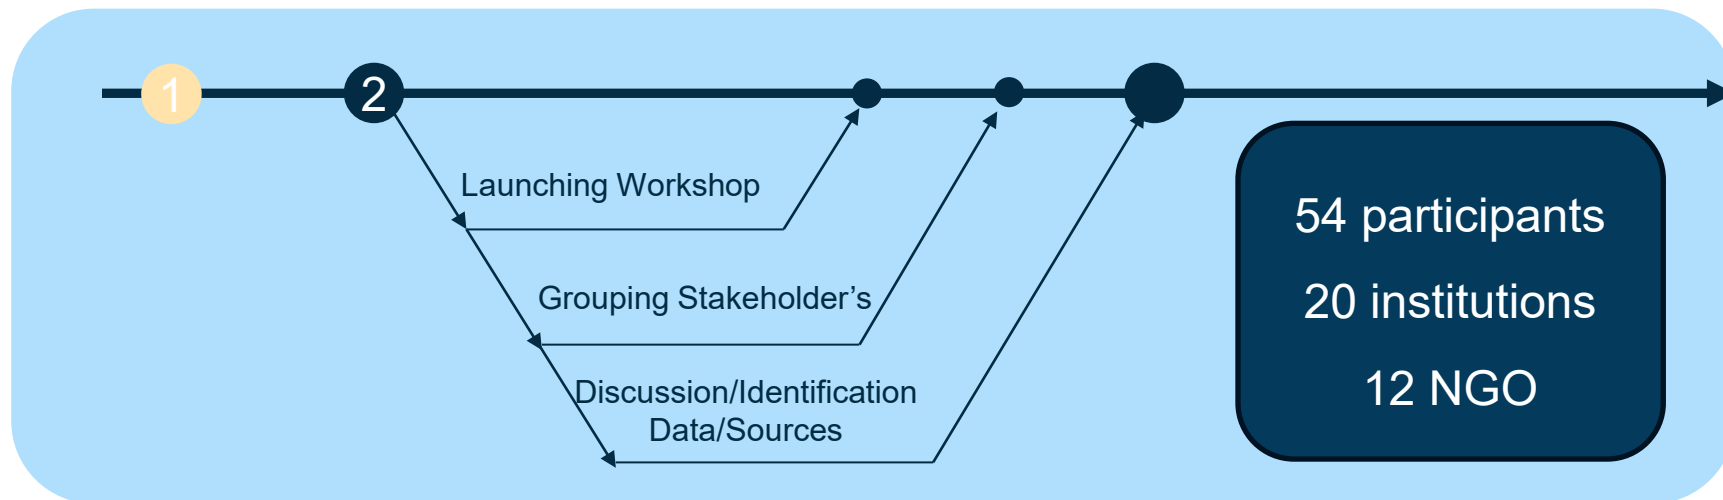 1
2
Launching Workshop
Grouping Stakeholder’s
Discussion/Identification
Data/Sources
54 participants
20 institutions
12 NGO